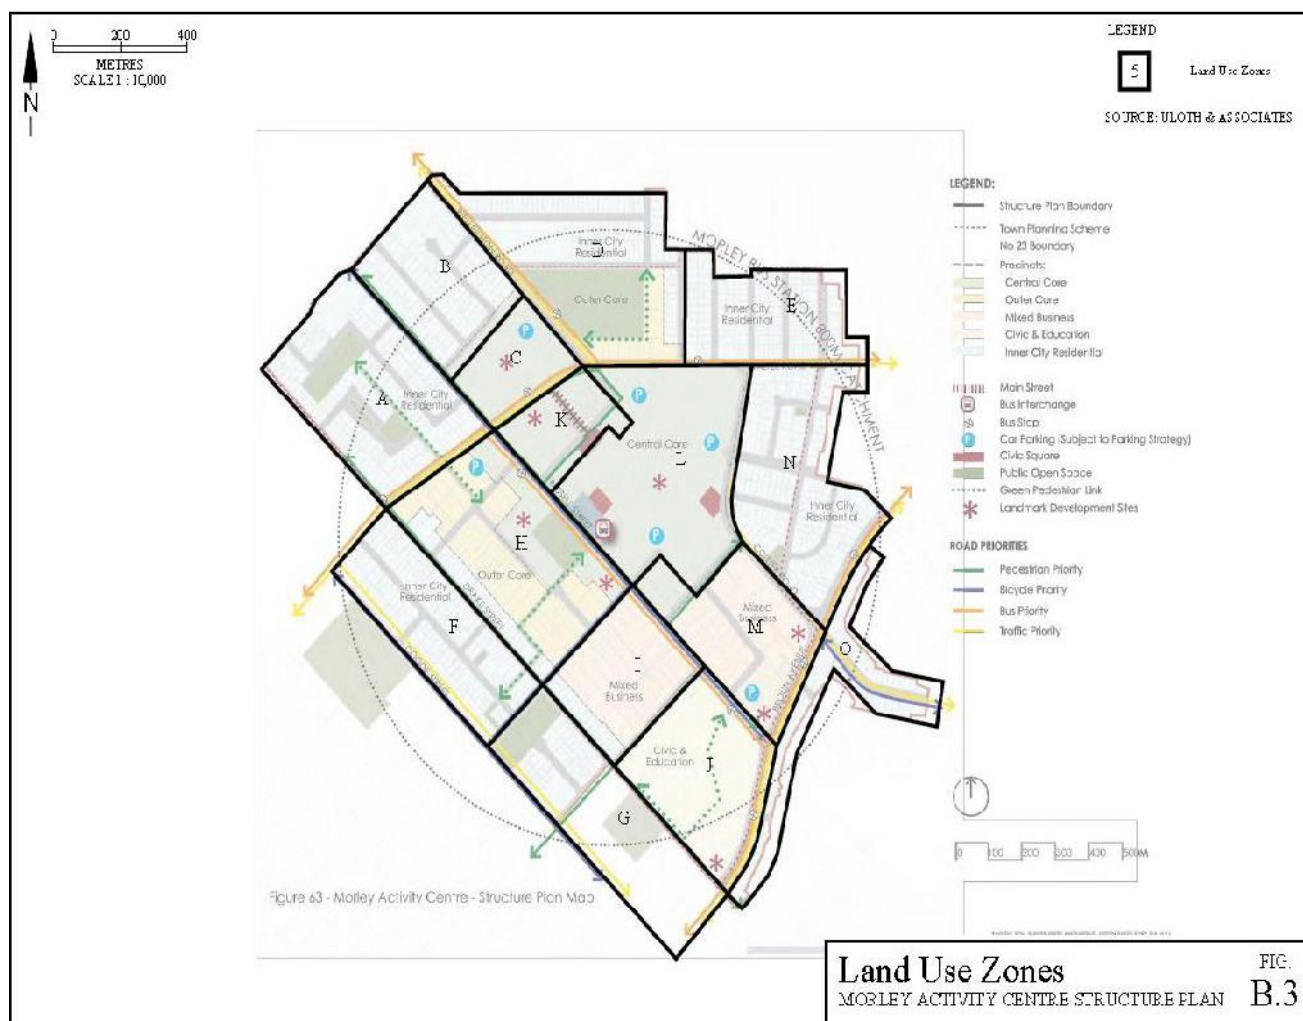 0 200 400
METRES
SCALE 1 : 10,000
N
LEGEND
5 Land Use Zones
SOURCE: ULOTH & ASSOCIATES
LEGEND:
Structure Plan Boundary
Town Planning Scheme
No 23 Boundary
Precincts:
Central Core
Outer Core
Mixed Business
Civic & Education
Inner City Residential
Main Street
Bus Interchange
Bus Stop
Car Parking (Subject to Parking Strategy)
Civic Square
Public Open Space
Green Pedestrian Link
Landmark Development Sites
ROAD PRIORITIES
Pedestrian Priority
Bicycle Priority
Bus Priority
Traffic Priority
MORLEY BUS STATION 800M CATCHMENT
Inner City
Residential
B
Outer Core
Inner City
Residential
E
C
P
A
Inner City
Residential
K
P
Central Core
P
P
N
Inner City
Residential
E
P
Outer Core
Inner City
Residential
F
Mixed
Business
M
Mixed
Business
P
O
Civic &
Education
J
G
0 100 200 300 400 500M
Figure 63 - Morley Activity Centre - Structure Plan Map
Land Use Zones
MORLEY ACTIVITY CENTRE STRUCTURE PLAN
FIG.
B.3